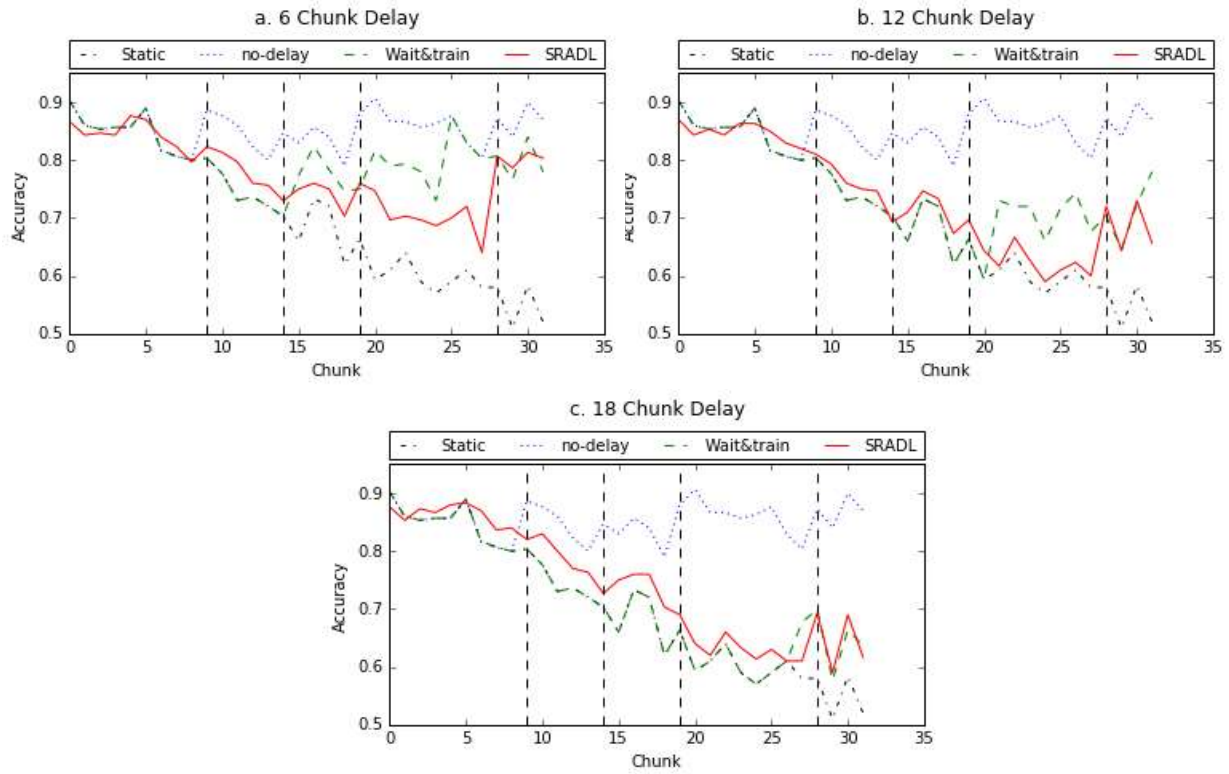 a. 6 Chunk Delay
Static no-delay Wait&train SRADL
0.9
0.8
0.7
0.6
0.5
Accuracy
0 5 10 15 20 25 30 35
Chunk
b. 12 Chunk Delay
Static no-delay Wait&train SRADL
0.9
0.8
0.7
0.6
0.5
Accuracy
0 5 10 15 20 25 30 35
Chunk
c. 18 Chunk Delay
Static no-delay Wait&train SRADL
0.9
0.8
0.7
0.6
0.5
Accuracy
0 5 10 15 20 25 30 35
Chunk